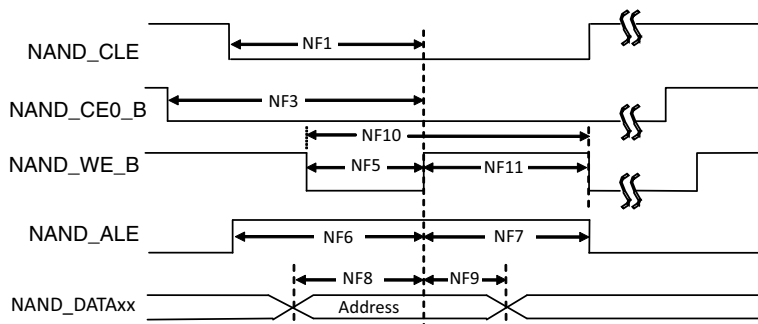 NAND_CLE
NF1
NAND_CE0_B
NF3
NF10
NAND_WE_B
NF5
NF11
NAND_ALE
NF6
NF7
NF8
NF9
NAND_DATAxx
Address